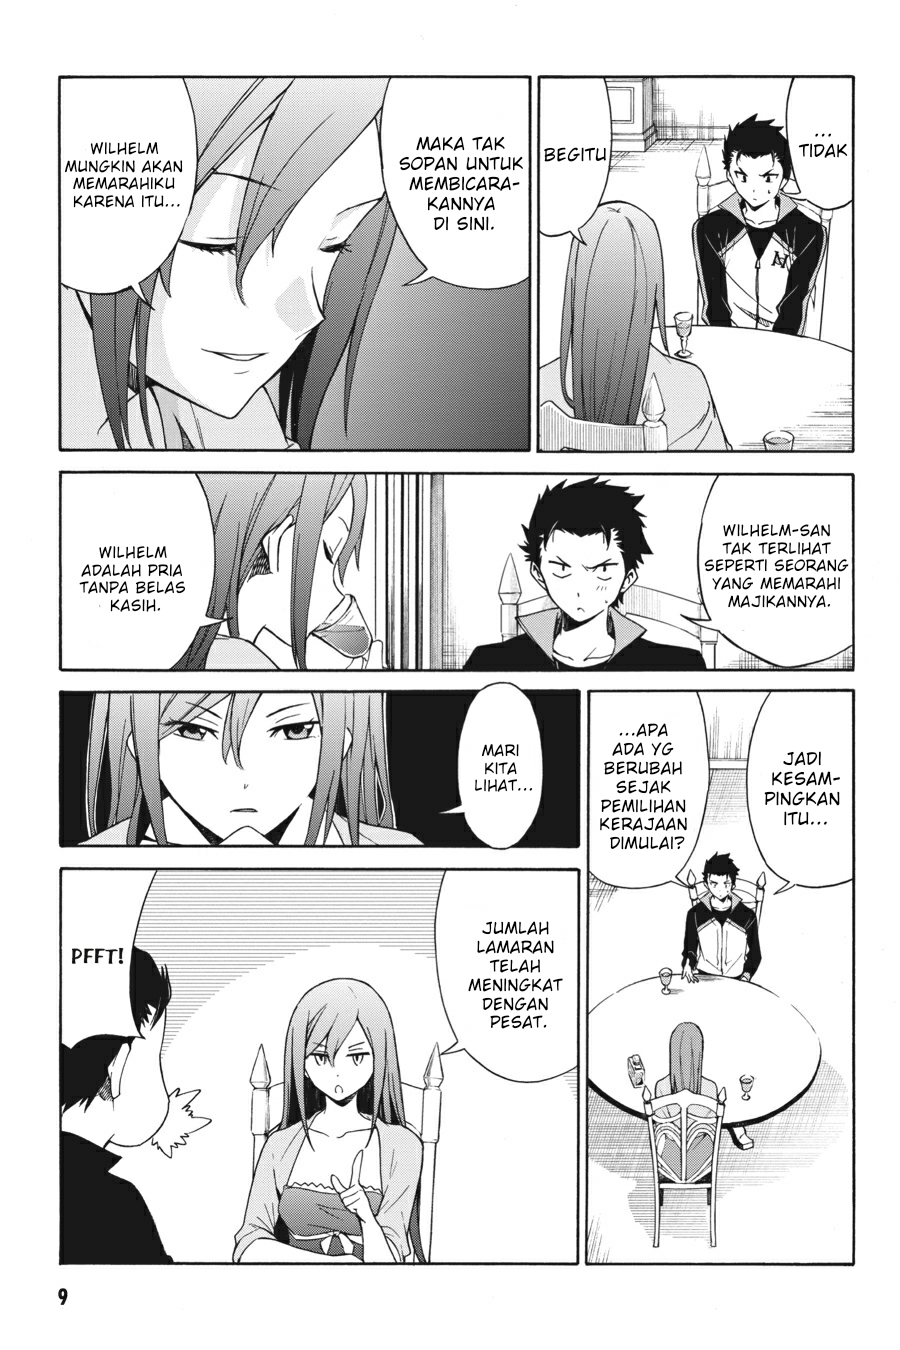 ...
TIDAK
BEGITU
MAKA TAK
SOPAN UNTUK
MEMBICARA-
KANNYA
DI SINI.
WILHELM
MUNGKIN AKAN
MEMARAHIKU
KARENA ITU...
WILHELM-SAN
TAK TERLIHAT
SEPERTI SEORANG
YANG MEMARAHI
MAJIKANNYA.
WILHELM
ADALAH PRIA
TANPA BELAS
KASIH.
JADI
KESAM-
PINGKAN
ITU...
...APA
ADA YG
BERUBAH
SEJAK
PEMILIHAN
KERAJAAN
DIMULAI?
MARI
KITA
LIHAT...
JUMLAH
LAMARAN
TELAH
MENINGKAT
DENGAN
PESAT.
PFFT!
9